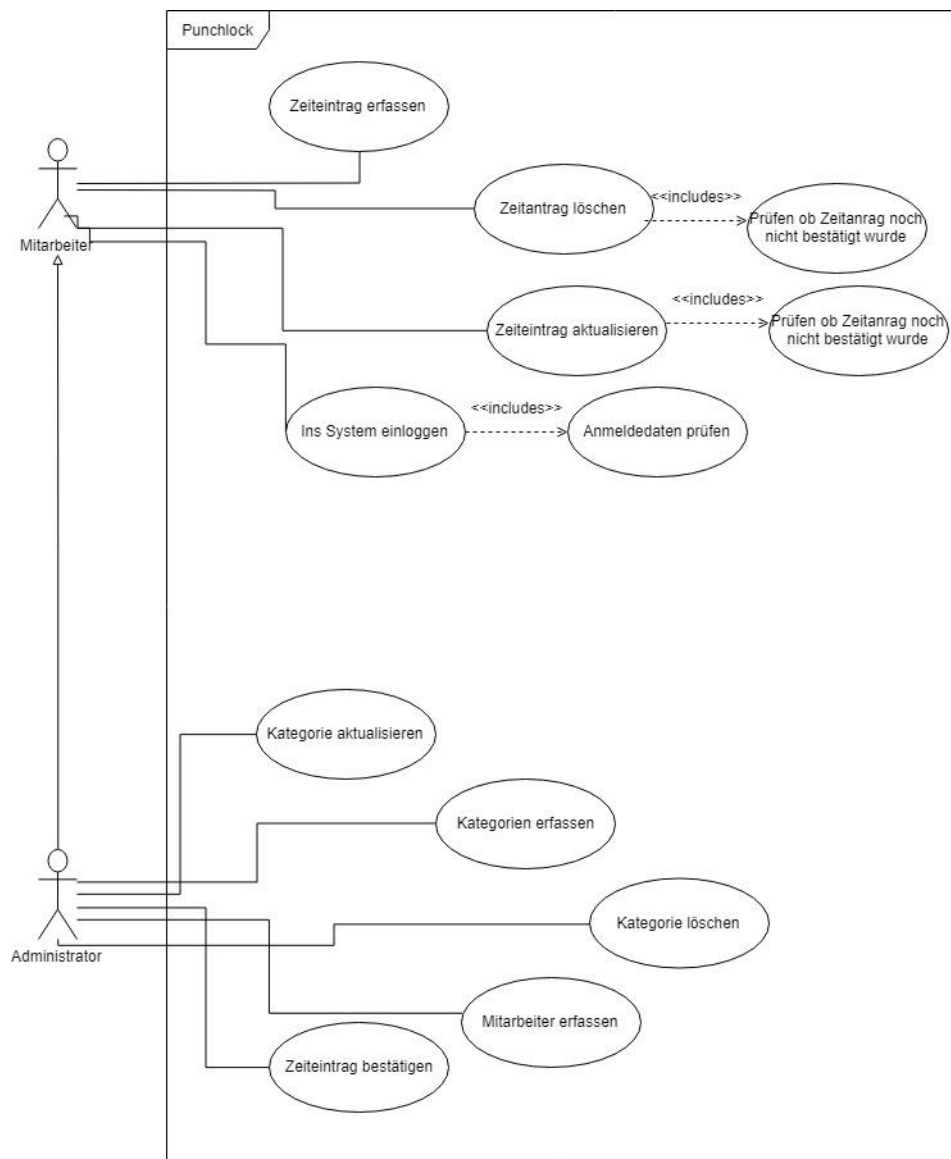 Punchlock
Zeiteintrag erfassen
Zeitantrag löschen
<<includes>>
Prüfen ob Zeitanrag noch
nicht bestätigt wurde
Mitarbeiter
Zeiteintrag aktualisieren
<<includes>>
Prüfen ob Zeitanrag noch
nicht bestätigt wurde
Ins System einloggen
<<includes>>
Anmeldedaten prüfen
Kategorie aktualisieren
Kategorien erfassen
Kategorie löschen
Administrator
Mitarbeiter erfassen
Zeiteintrag bestätigen